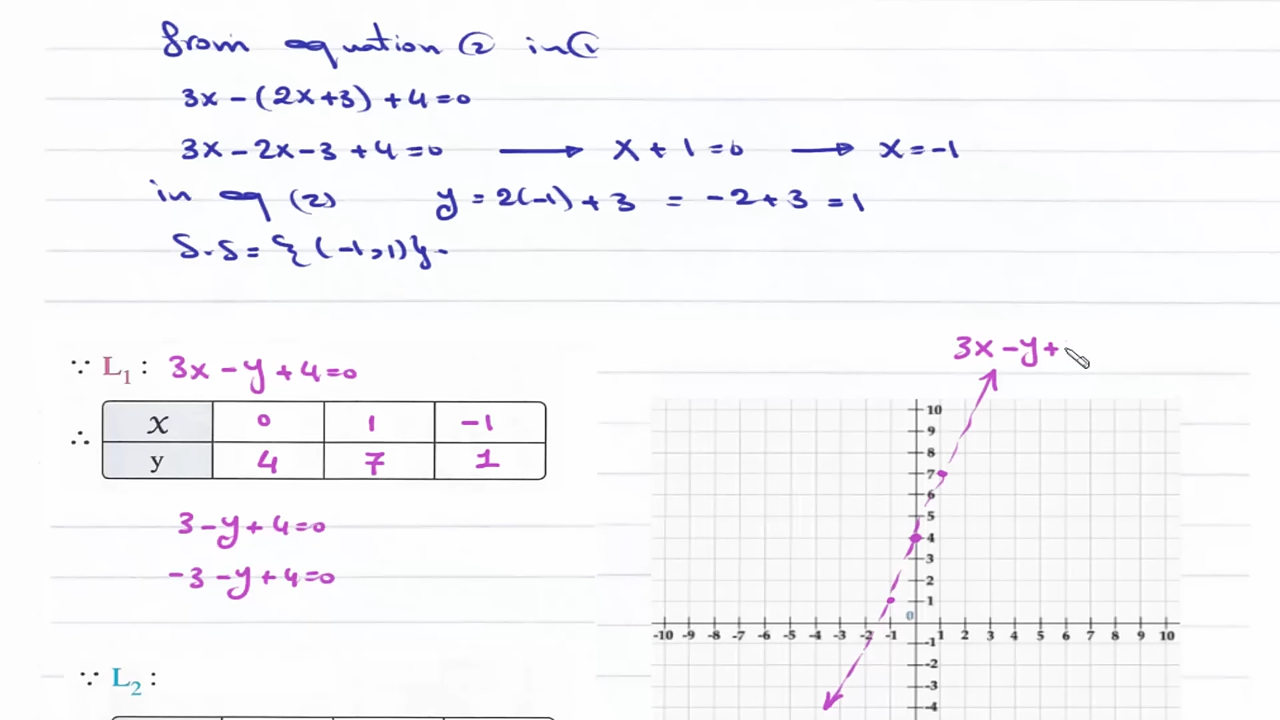 from equation ② in ①
3x - (2x+3) + 4 = 0
3x - 2x - 3 + 4 = 0 → x + 1 = 0 → x = -1
in eq (2) y = 2(-1) + 3 = -2 + 3 = 1
S.S = {(-1,1)}.
∵ L₁ : 3x - y + 4 = 0
∴
x 0 1 -1
y 4 7 1
3 - y + 4 = 0
-3 - y + 4 = 0
∵ L₂ :
3x - y +
10
9
8
7
6
5
4
3
2
1
0
-10 -9 -8 -7 -6 -5 -4 -3 -2 -1 1 2 3 4 5 6 7 8 9 10
-1
-2
-3
-4